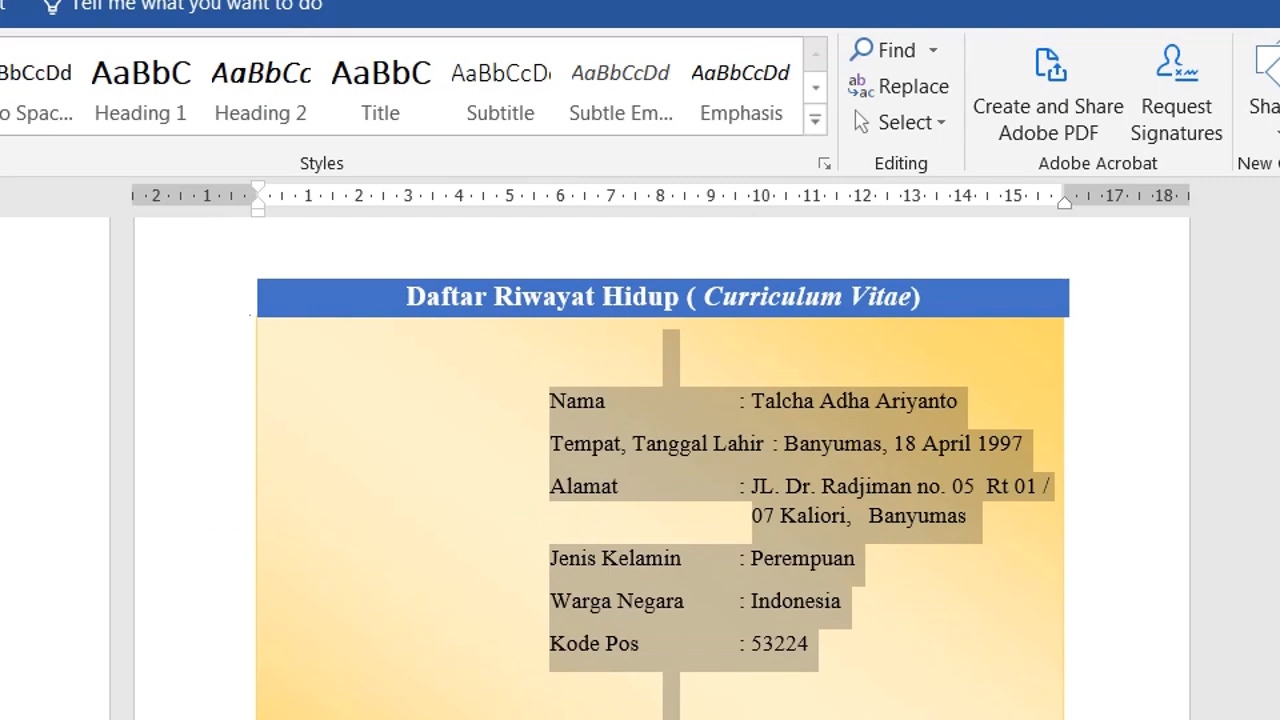 Tell me what you want to do
BbCcDd AaBbC AaBbCc AaBbC AaBbCcD AaBbCcDd AaBbCcDd
o Spac... Heading 1 Heading 2 Title Subtitle Subtle Em... Emphasis
Styles
Find
Replace
Select
Editing
Create and Share
Adobe PDF
Request
Signatures
Adobe Acrobat
Sha
New
2 1 1 2 3 4 5 6 7 8 9 10 11 12 13 14 15 17 18
Daftar Riwayat Hidup ( Curriculum Vitae)
Nama : Talcha Adha Ariyanto
Tempat, Tanggal Lahir : Banyumas, 18 April 1997
Alamat : JL. Dr. Radjiman no. 05 Rt 01 /
07 Kaliori, Banyumas
Jenis Kelamin : Perempuan
Warga Negara : Indonesia
Kode Pos : 53224